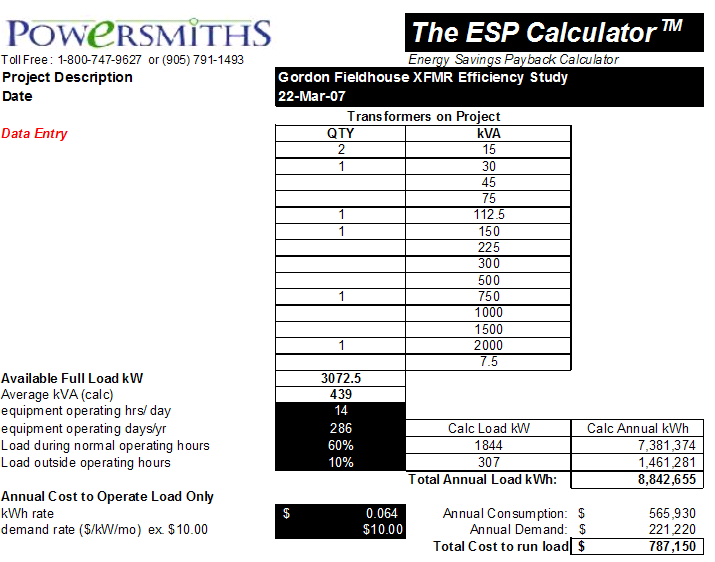 POWERSMITHS
The ESP Calculator TM
Toll Free : 1-800-747-9627 or (905) 791-1493
Energy Savings Payback Calculator
Project Description Gordon Fieldhouse XFMR Efficiency Study
Date 22-Mar-07
Transformers on Project
Data Entry QTY kVA
2 15
1 30
45
75
1 112.5
1 150
225
300
500
1 750
1000
1500
1 2000
7.5
Available Full Load kW 3072.5
Average kVA (calc) 439
equipment operating hrs/ day 14
equipment operating days/yr 286 Calc Load kW Calc Annual kWh
Load during normal operating hours 60% 1844 7,381,374
Load outside operating hours 10% 307 1,461,281
Total Annual Load kWh: 8,842,655
Annual Cost to Operate Load Only
kWh rate $ 0.064 Annual Consumption: $ 565,930
demand rate ($/kW/mo) ex. $10.00 $10.00 Annual Demand: $ 221,220
Total Cost to run load $ 787,150